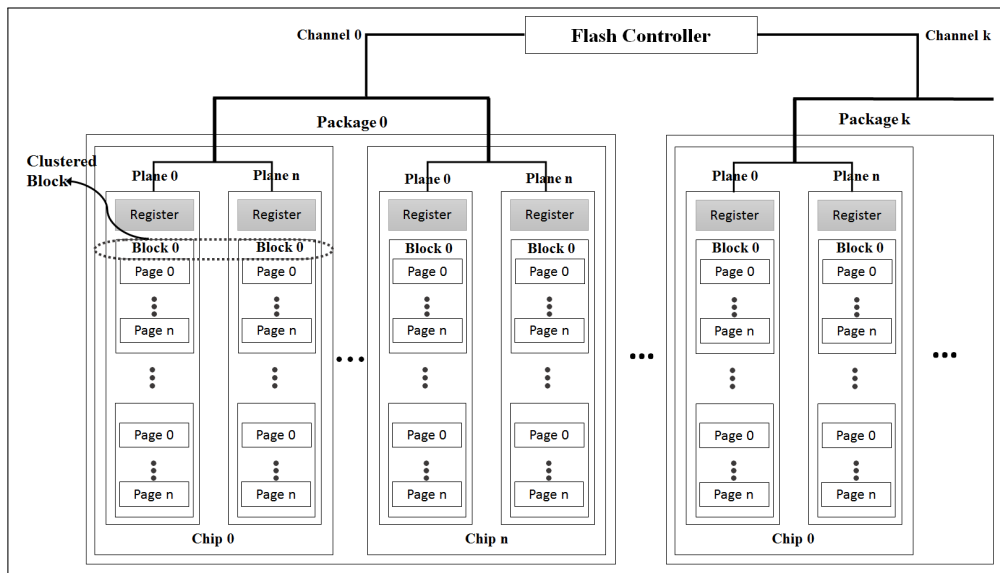 Channel 0
Flash Controller
Channel k
Package 0
Package k
Clustered
Block
Plane 0
Plane n
Plane 0
Plane n
Plane 0
Plane n
Register
Register
Register
Register
Register
Register
Block 0
Block 0
Block 0
Block 0
Block 0
Block 0
Page 0
Page 0
Page 0
Page 0
Page 0
Page 0
Page n
Page n
Page n
Page n
Page n
Page n
Page 0
Page 0
Page 0
Page 0
Page 0
Page 0
Page n
Page n
Page n
Page n
Page n
Page n
Chip 0
Chip n
Chip 0